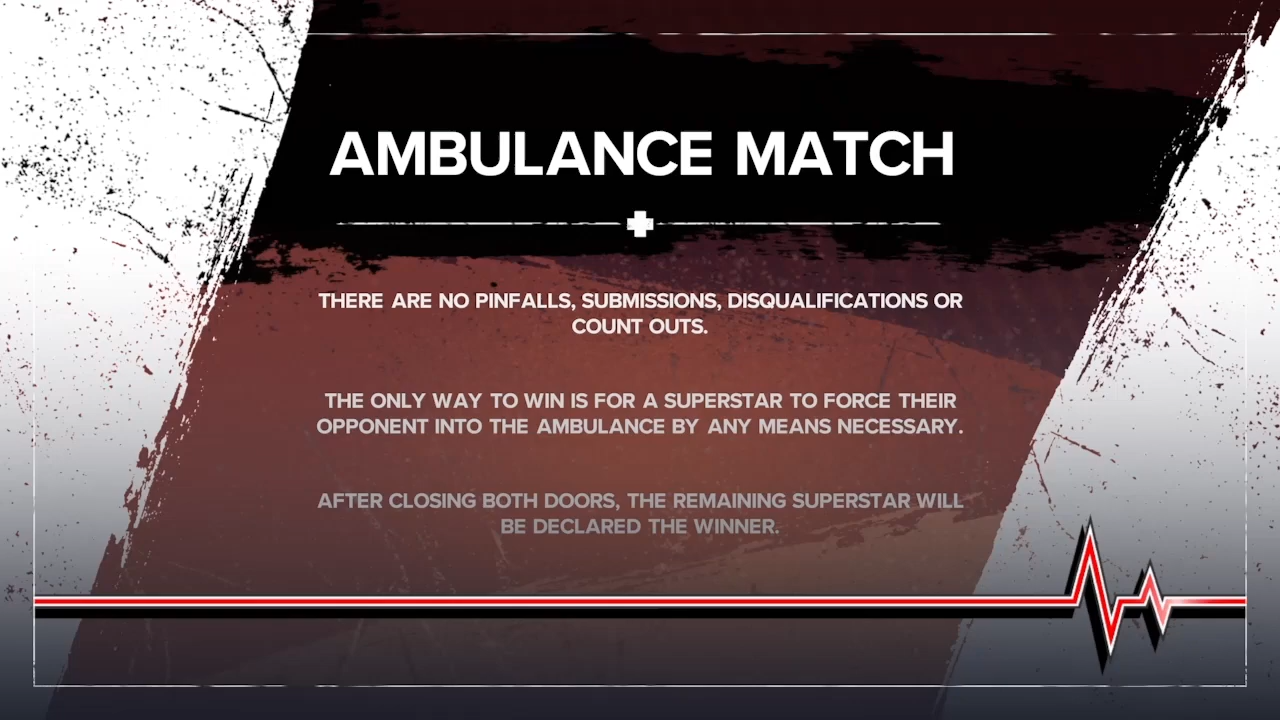 AMBULANCE MATCH
THERE ARE NO PINFALLS, SUBMISSIONS, DISQUALIFICATIONS OR
COUNT OUTS.
THE ONLY WAY TO WIN IS FOR A SUPERSTAR TO FORCE THEIR
OPPONENT INTO THE AMBULANCE BY ANY MEANS NECESSARY.
AFTER CLOSING BOTH DOORS, THE REMAINING SUPERSTAR WILL
BE DECLARED THE WINNER.